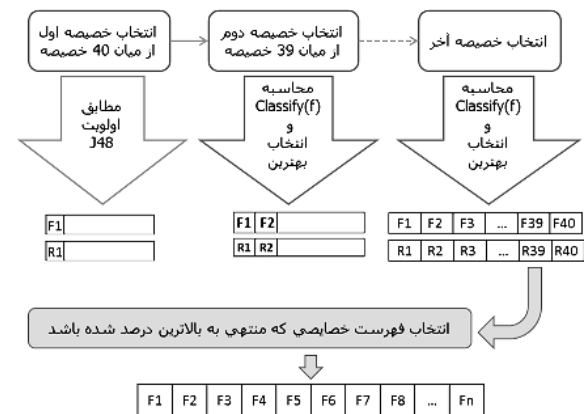 انتخاب خصیصه اول
از میان 40 خصیصه
انتخاب خصیصه دوم
از میان 39 خصیصه
انتخاب خصیصه آخر
مطابق
اولویت
J48
محاسبه
Classify(f)
و
انتخاب
بهترین
محاسبه
Classify(f)
و
انتخاب
بهترین
F1
R1
F1 F2
R1 R2
F1 F2 F3 ... F39 F40
R1 R2 R3 ... R39 R40
انتخاب فهرست خصایصی که منتهی به بالاترین درصد شده باشد
F1 F2 F3 F4 F5 F6 F7 F8 ... Fn